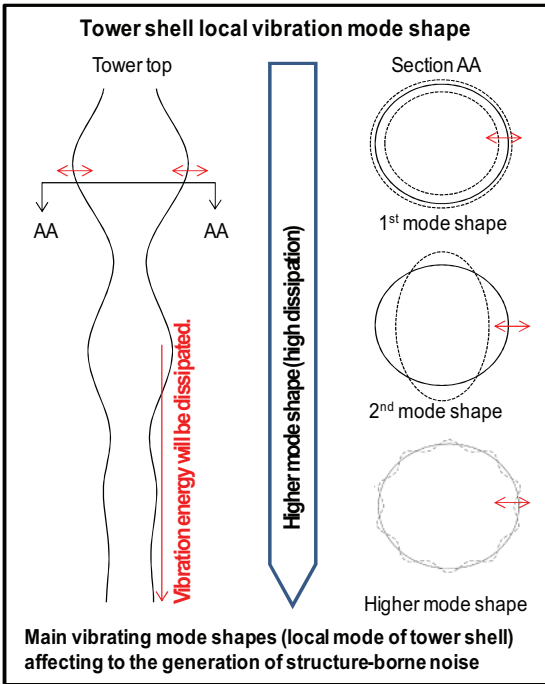 Tower shell local vibration mode shape
Tower top
Section AA
AA
AA
1st mode shape
Vibration energy will be dissipated.
Higher mode shape (high dissipation)
2nd mode shape
Higher mode shape
Main vibrating mode shapes (local mode of tower shell)
affecting to the generation of structure-borne noise